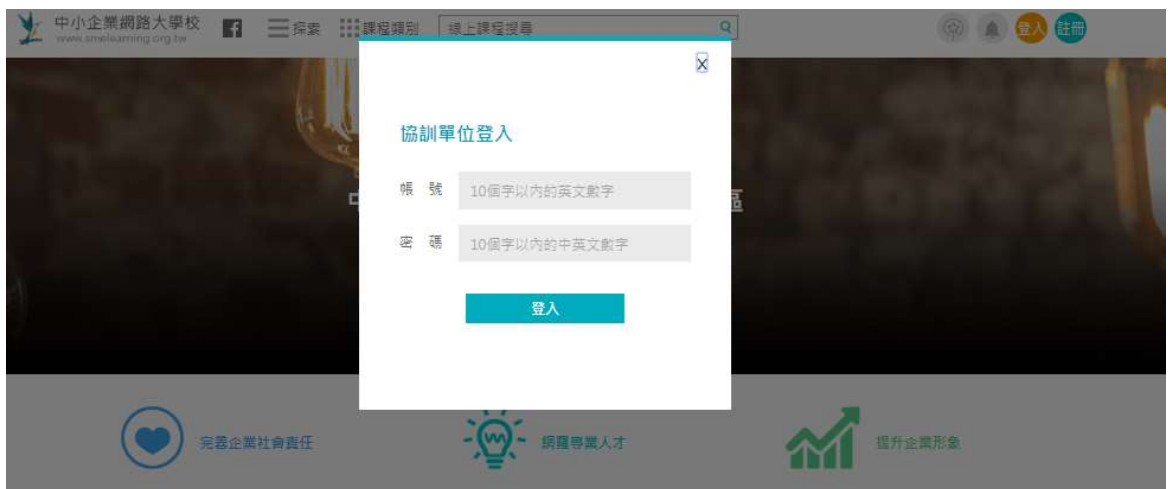 中小企業網路大學校
www.smelearning.org.tw
f
探索
課程類別
線上課程搜尋
登入
註冊
X
協訓單位登入
帳 號
10個字以內的英文數字
密 碼
10個字以內的中英文數字
登入
中
區
完善企業社會責任
網羅專業人才
提升企業形象